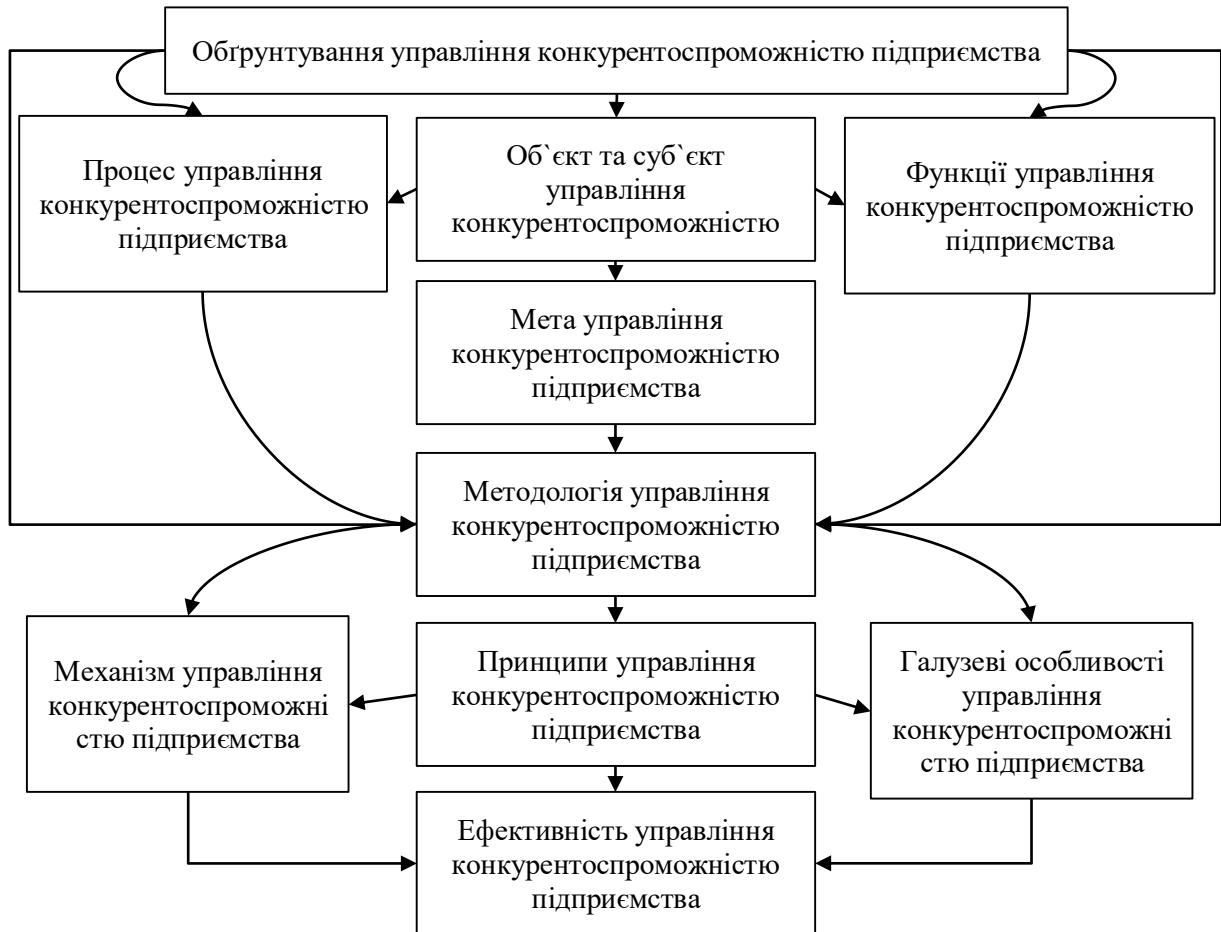 Обґрунтування управління конкурентоспроможністю підприємства
Процес управління
конкурентоспроможністю
підприємства
Об`єкт та суб`єкт
управління
конкурентоспроможністю
Функції управління
конкурентоспроможністю
підприємства
Мета управління
конкурентоспроможністю
підприємства
Методологія управління
конкурентоспроможністю
підприємства
Механізм управління
конкурентоспроможні
стю підприємства
Принципи управління
конкурентоспроможністю
підприємства
Галузеві особливості
управління
конкурентоспроможні
стю підприємства
Ефективність управління
конкурентоспроможністю
підприємства